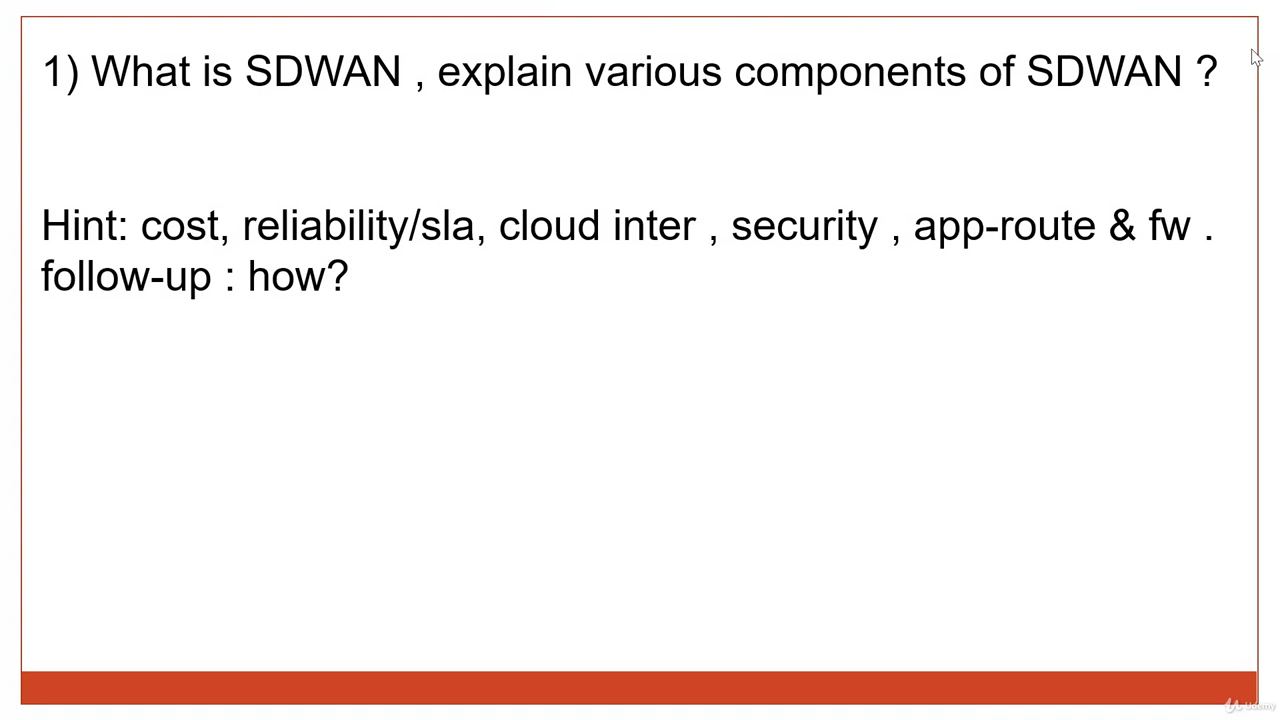 1) What is SDWAN , explain various components of SDWAN ?
Hint: cost, reliability/sla, cloud inter , security , app-route & fw .
follow-up : how?
Udemy